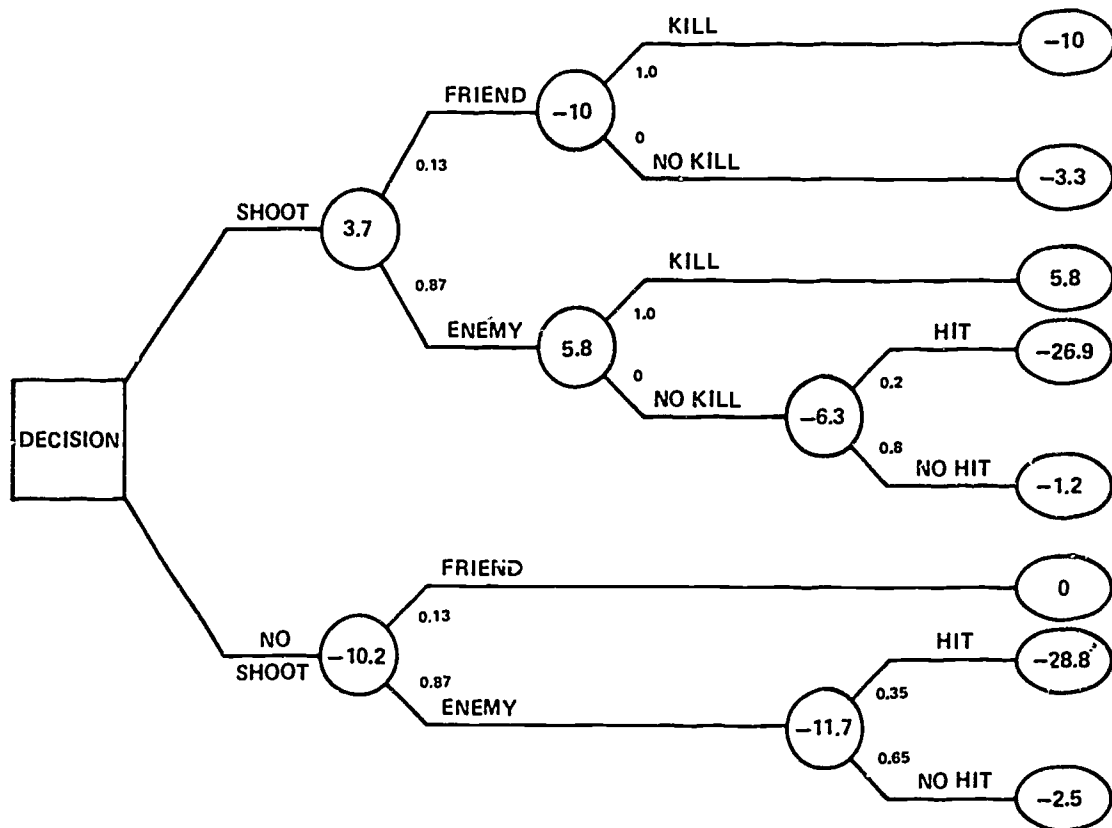 KILL
−10
1.0
FRIEND
−10
0
NO KILL
−3.3
0.13
SHOOT
3.7
KILL
5.8
0.87
1.0
ENEMY
5.8
HIT
−26.9
0
0.2
NO KILL
−6.3
DECISION
0.8
NO HIT
−1.2
FRIEND
0
0.13
NO
SHOOT
−10.2
HIT
−28.8
0.87
0.35
ENEMY
−11.7
0.65
NO HIT
−2.5